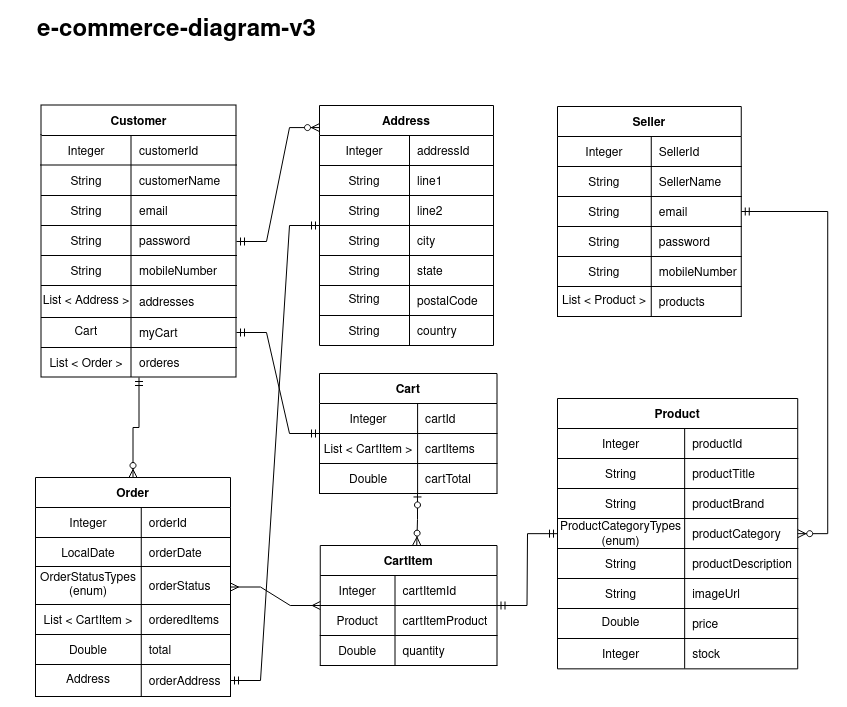 e-commerce-diagram-v3
Customer
Integer customerId
String customerName
String email
String password
String mobileNumber
List < Address > addresses
Cart myCart
List < Order > orderes
Address
Integer addressId
String line1
String line2
String city
String state
String postalCode
String country
Seller
Integer SellerId
String SellerName
String email
String password
String mobileNumber
List < Product > products
Cart
Integer cartId
List < CartItem > cartItems
Double cartTotal
Product
Integer productId
String productTitle
String productBrand
ProductCategoryTypes
(enum) productCategory
String productDescription
String imageUrl
Double price
Integer stock
Order
Integer orderId
LocalDate orderDate
OrderStatusTypes
(enum) orderStatus
List < CartItem > orderedItems
Double total
Address orderAddress
CartItem
Integer cartItemId
Product cartItemProduct
Double quantity